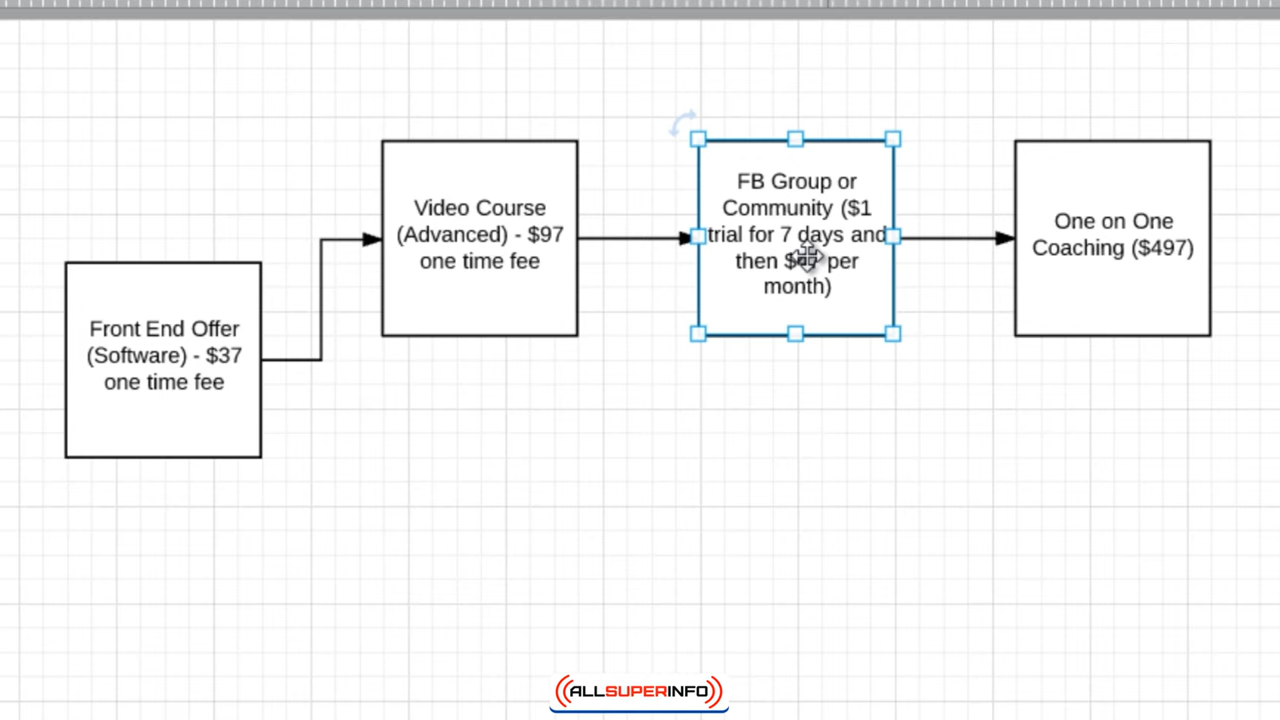 Front End Offer
(Software) - $37
one time fee
Video Course
(Advanced) - $97
one time fee
FB Group or
Community ($1
trial for 7 days and
then per
month)
One on One
Coaching ($497)
ALLSUPERINFO